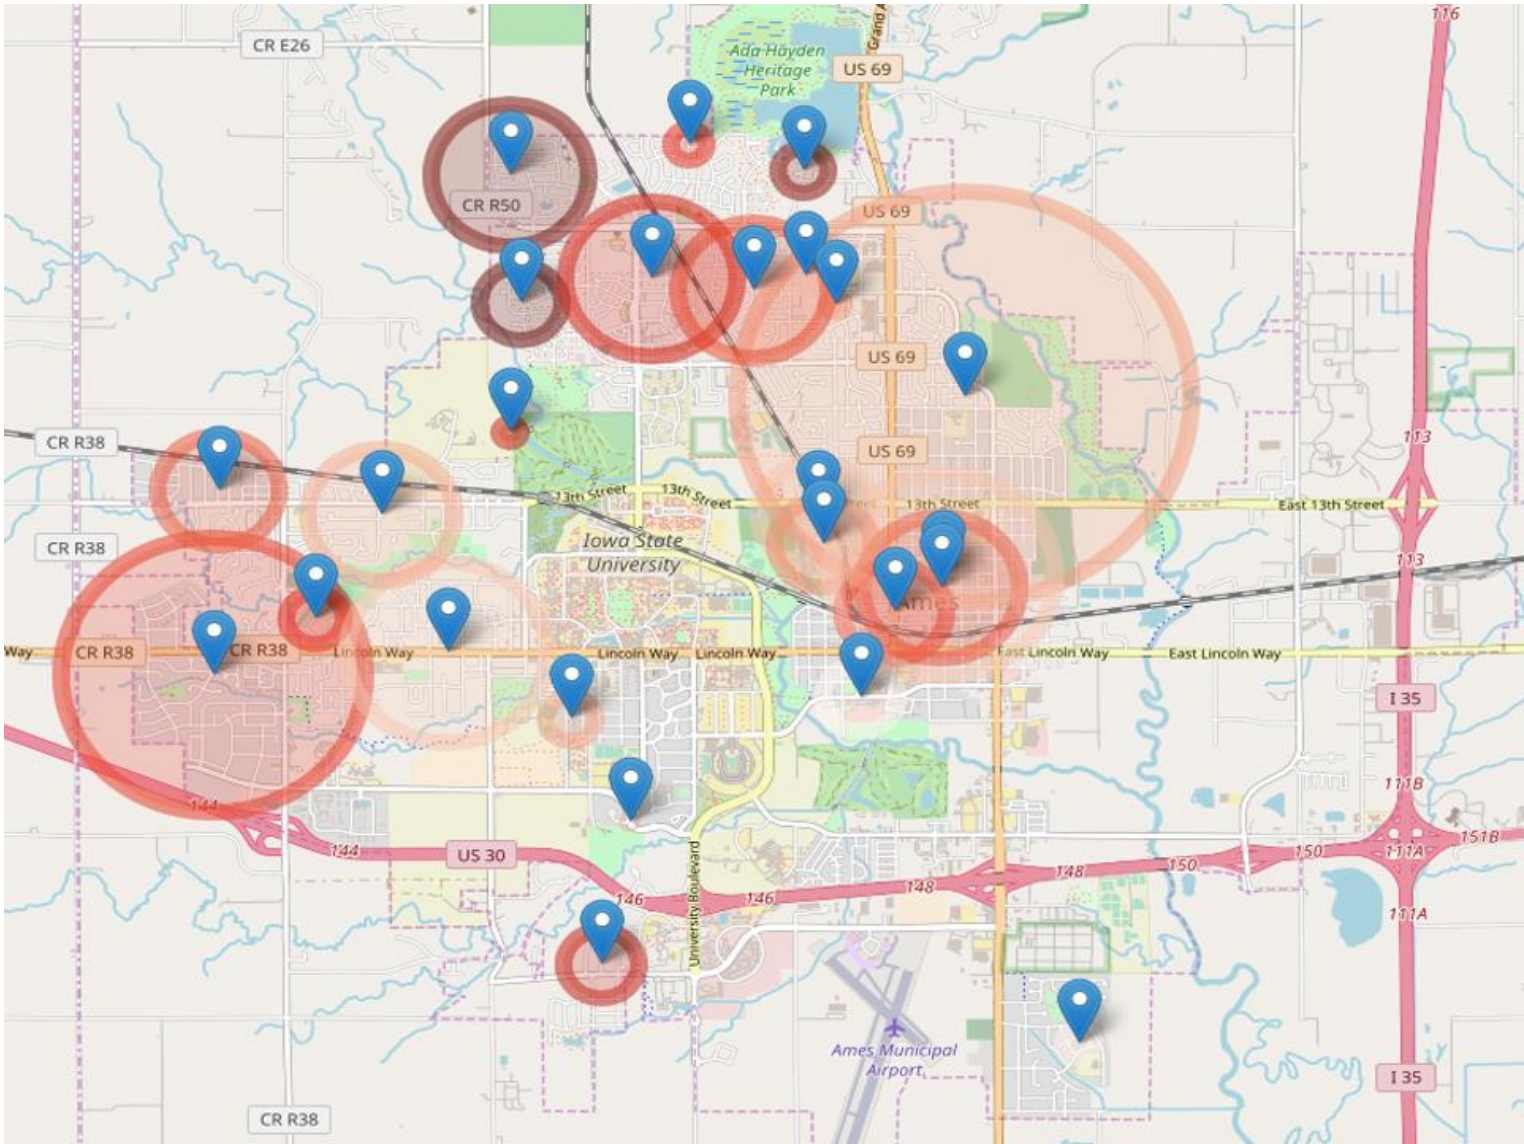 116
CR E26
Ada Hayden
Heritage
Park
US 69
CR R50
US 69
US 69
CR R38
113
US 69
13th Street
13th Street
13th Street
East 13th Street
Iowa State
University
CR R38
113
Ames
Way
CR R38
CR R38
Lincoln Way
Lincoln Way
Lincoln Way
East Lincoln Way
East Lincoln Way
I 35
111B
144
144
US 30
151B
150
111A
150
148
148
146
146
111A
University Boulevard
Ames Municipal
Airport
I 35
CR R38